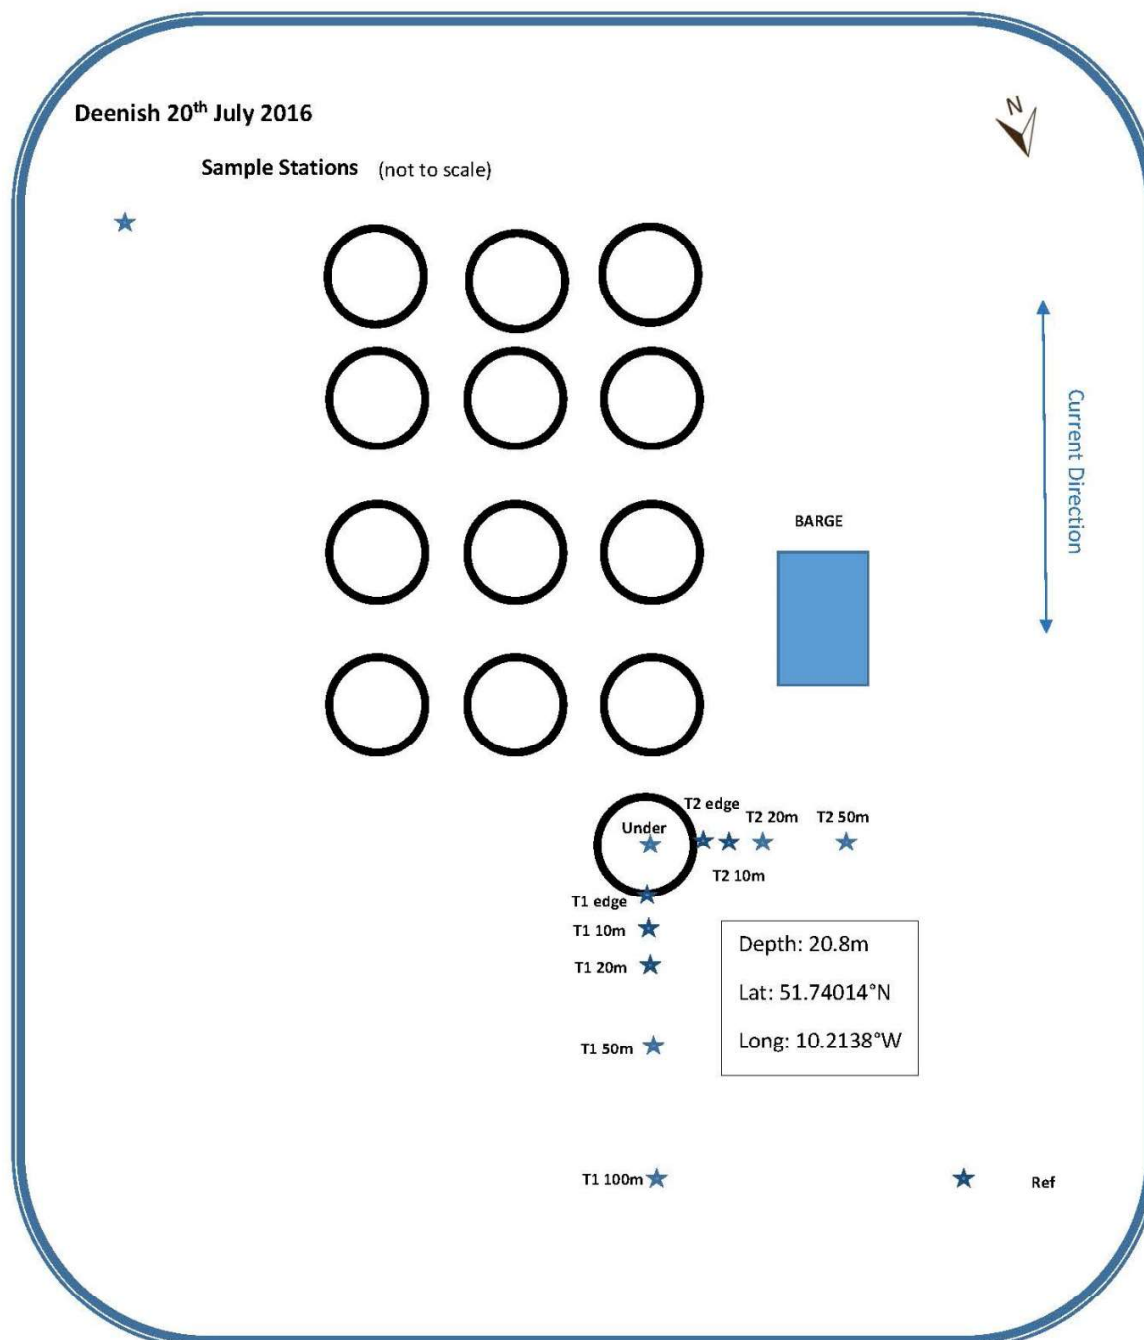 Deenish 20th July 2016
N
Sample Stations (not to scale)
Current Direction
BARGE
T2 edge
Under
T2 20m
T2 50m
T2 10m
T1 edge
T1 10m
T1 20m
Depth: 20.8m
Lat: 51.74014°N
Long: 10.2138°W
T1 50m
T1 100m
Ref